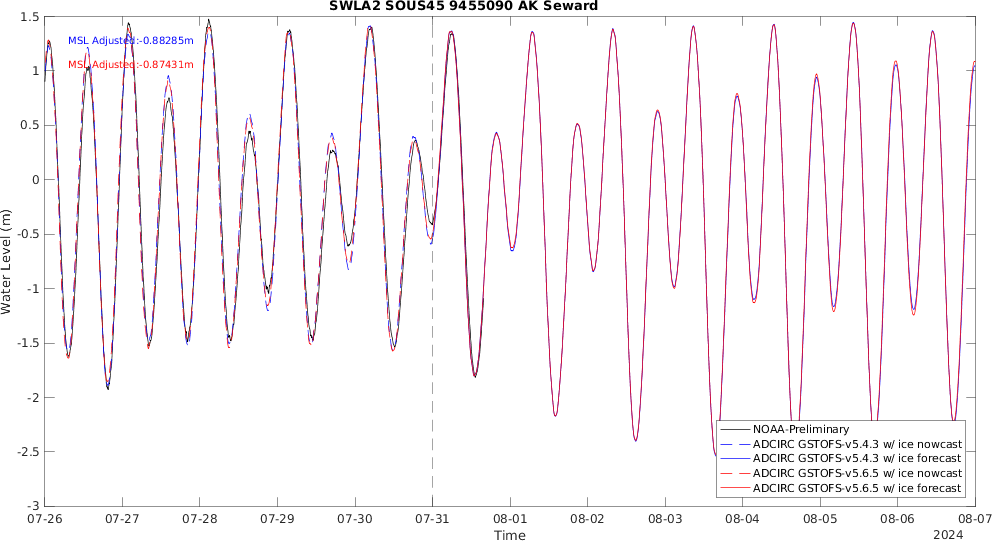 SWLA2 SOUS45 9455090 AK Seward
MSL Adjusted:-0.88285m
MSL Adjusted:-0.87431m
1.5
1
0.5
0
-0.5
-1
-1.5
-2
-2.5
-3
Water Level (m)
NOAA-Preliminary
ADCIRC GSTOFS-v5.4.3 w/ ice nowcast
ADCIRC GSTOFS-v5.4.3 w/ ice forecast
ADCIRC GSTOFS-v5.6.5 w/ ice nowcast
ADCIRC GSTOFS-v5.6.5 w/ ice forecast
07-26 07-27 07-28 07-29 07-30 07-31 08-01 08-02 08-03 08-04 08-05 08-06 08-07
Time
2024